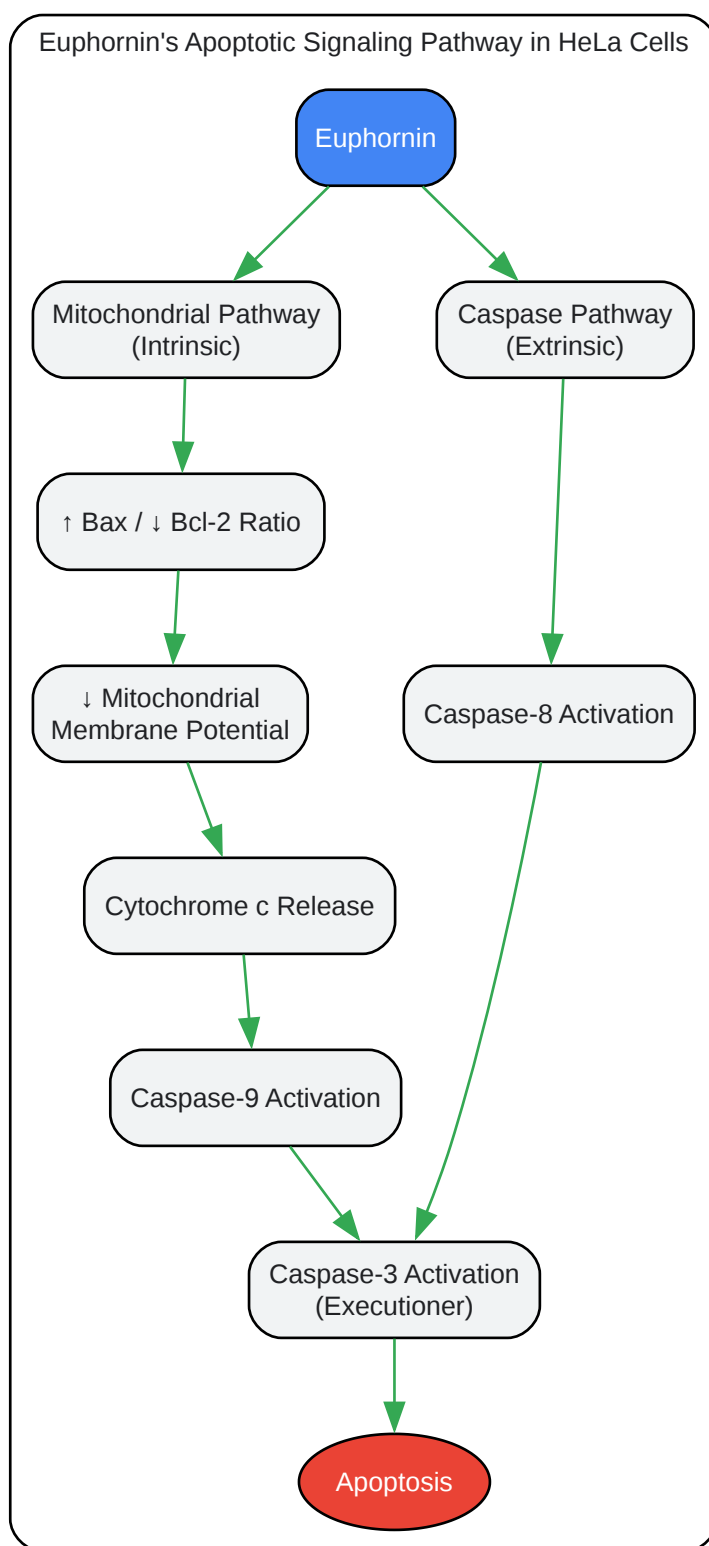 Euphornin's Apoptotic Signaling Pathway in HeLa Cells
Euphornin
Mitochondrial Pathway
(Intrinsic)
Caspase Pathway
(Extrinsic)
↑ Bax / ↓ Bcl-2 Ratio
↓ Mitochondrial
Membrane Potential
Caspase-8 Activation
Cytochrome c Release
Caspase-9 Activation
Caspase-3 Activation
(Executioner)
Apoptosis